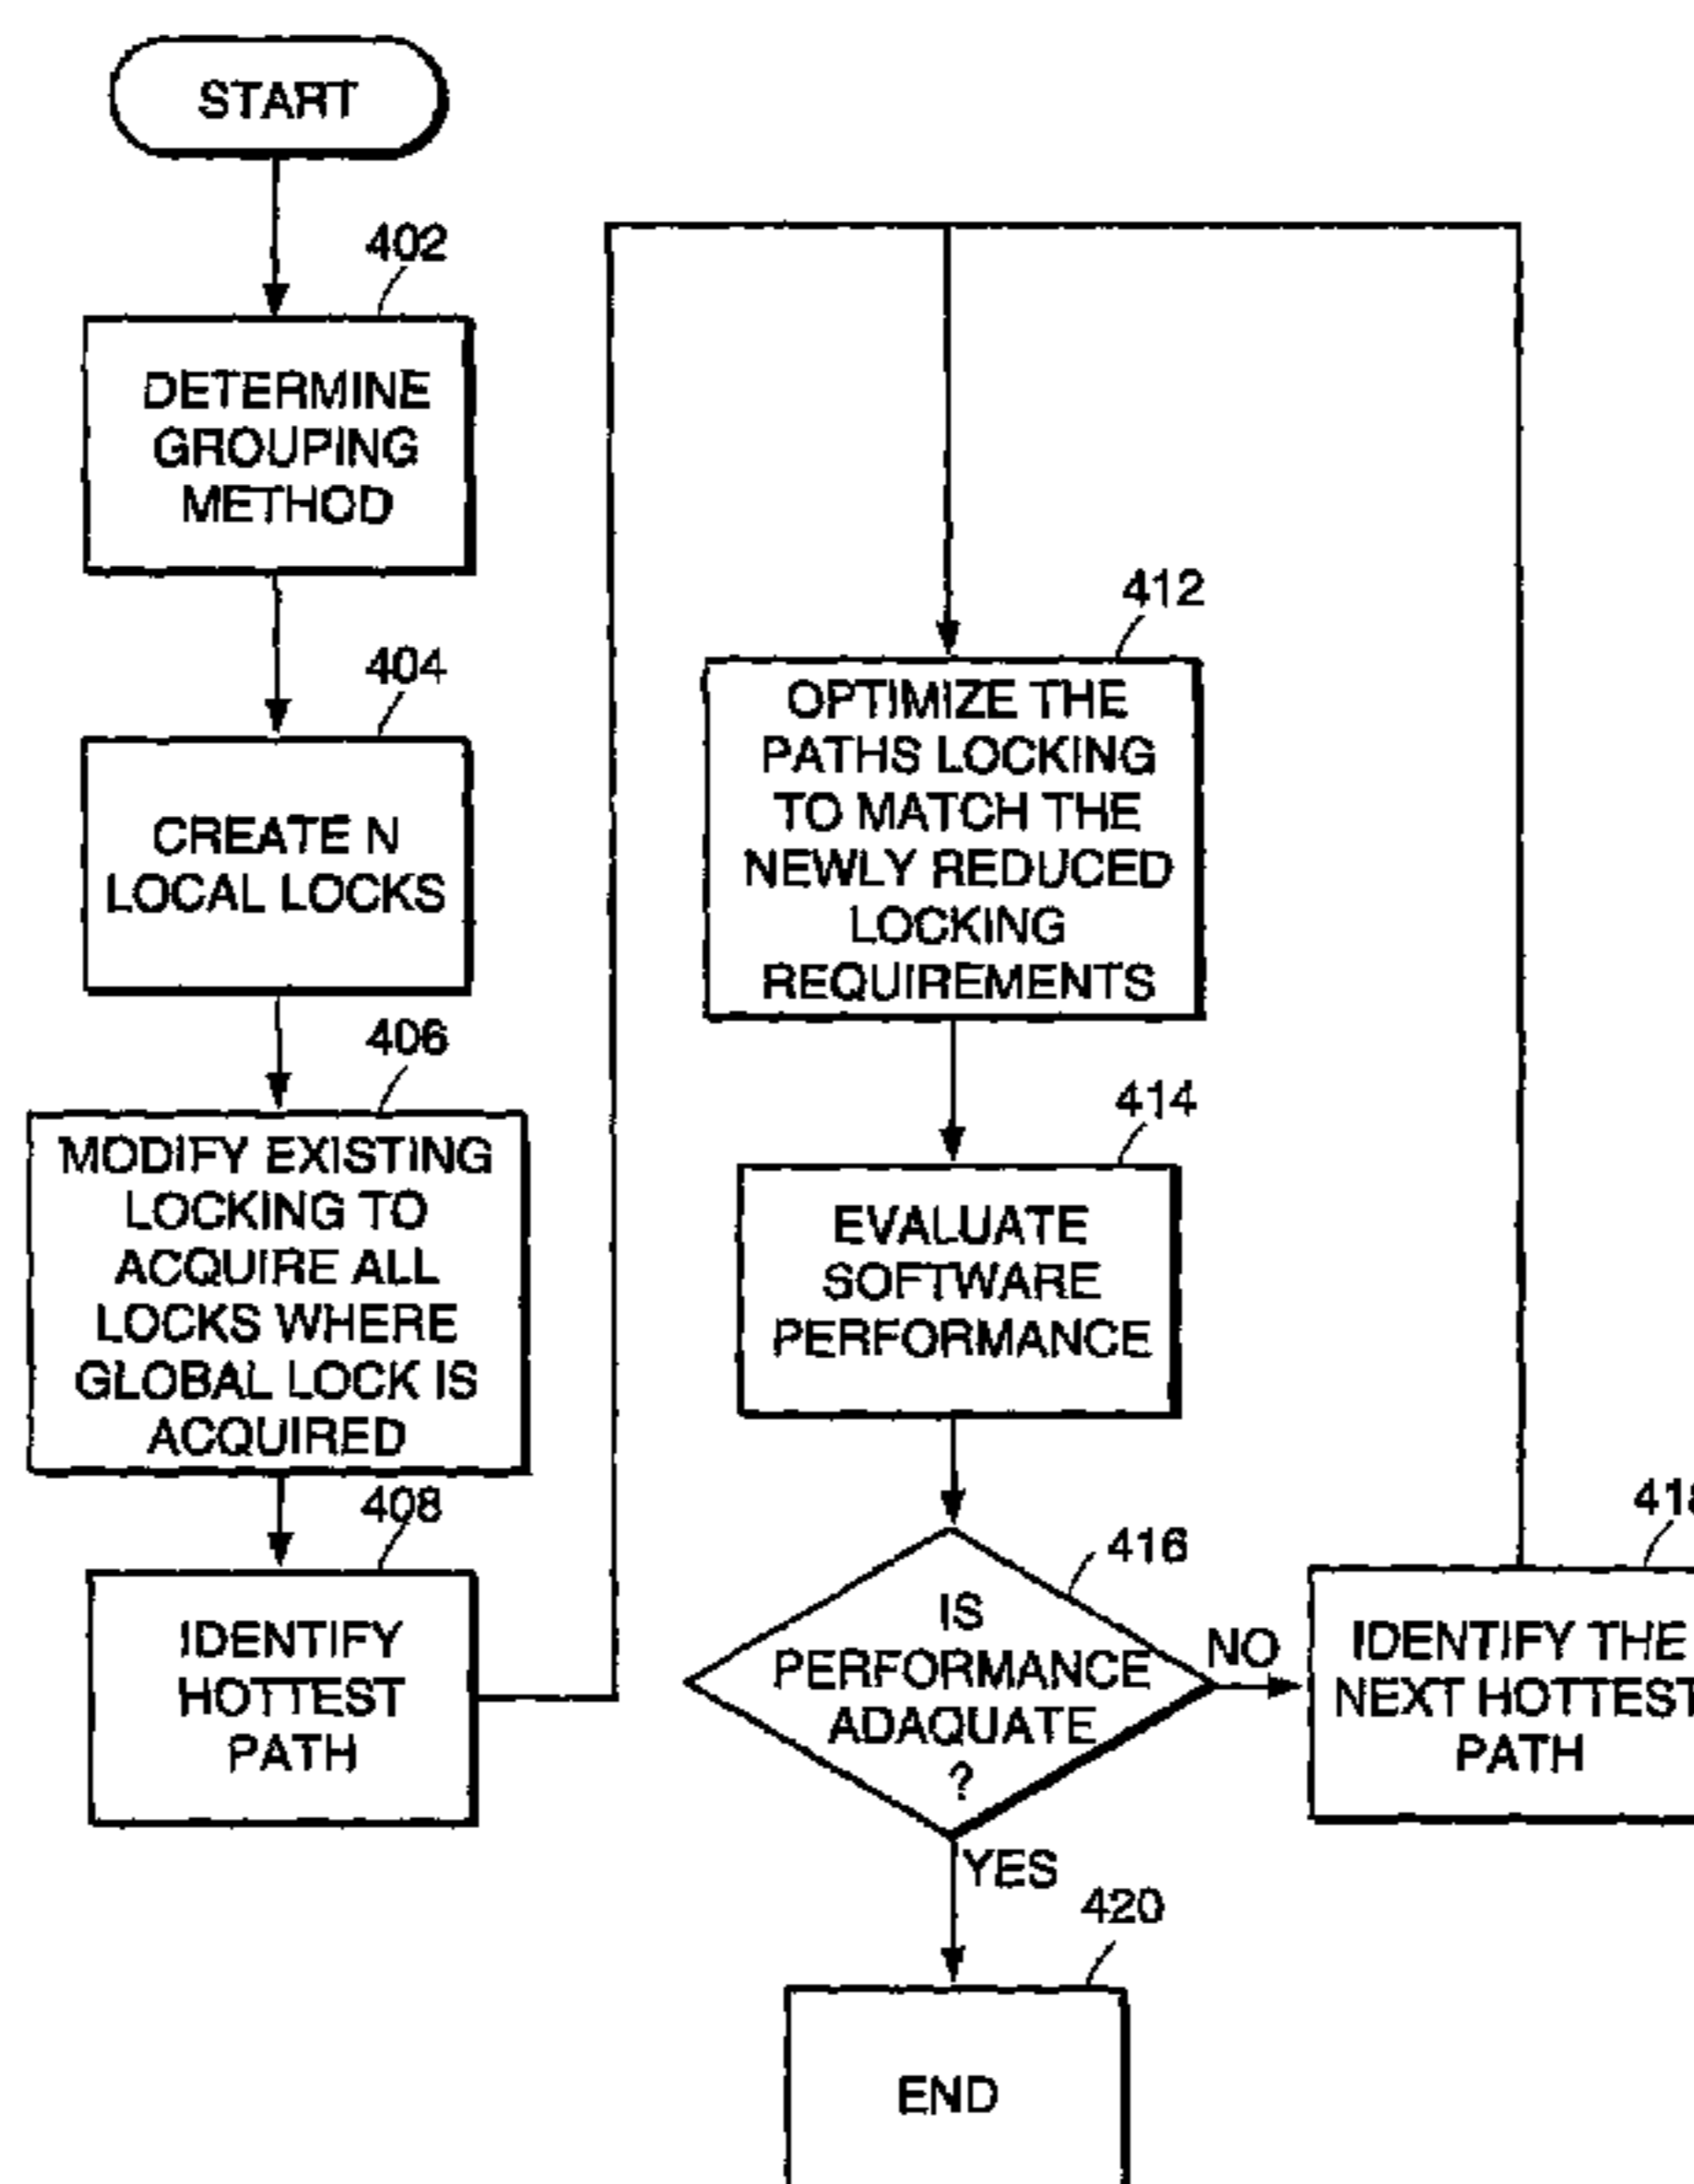 START
402
DETERMINE
GROUPING
METHOD
404
CREATE N
LOCAL LOCKS
406
MODIFY EXISTING
LOCKING TO
ACQUIRE ALL
LOCKS WHERE
GLOBAL LOCK IS
ACQUIRED
408
IDENTIFY
HOTTEST
PATH
412
OPTIMIZE THE
PATHS LOCKING
TO MATCH THE
NEWLY REDUCED
LOCKING
REQUIREMENTS
414
EVALUATE
SOFTWARE
PERFORMANCE
416
IS
PERFORMANCE
ADAQUATE
?
NO
YES
418
IDENTIFY THE
NEXT HOTTEST
PATH
420
END